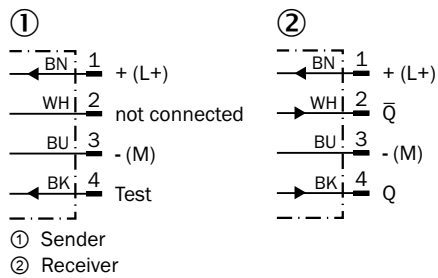 ① ②
BN 1 + (L+) BN 1 + (L+)
WH 2 not connected WH 2 Q̅
BU 3 - (M) BU 3 - (M)
BK 4 Test BK 4 Q
① Sender
② Receiver